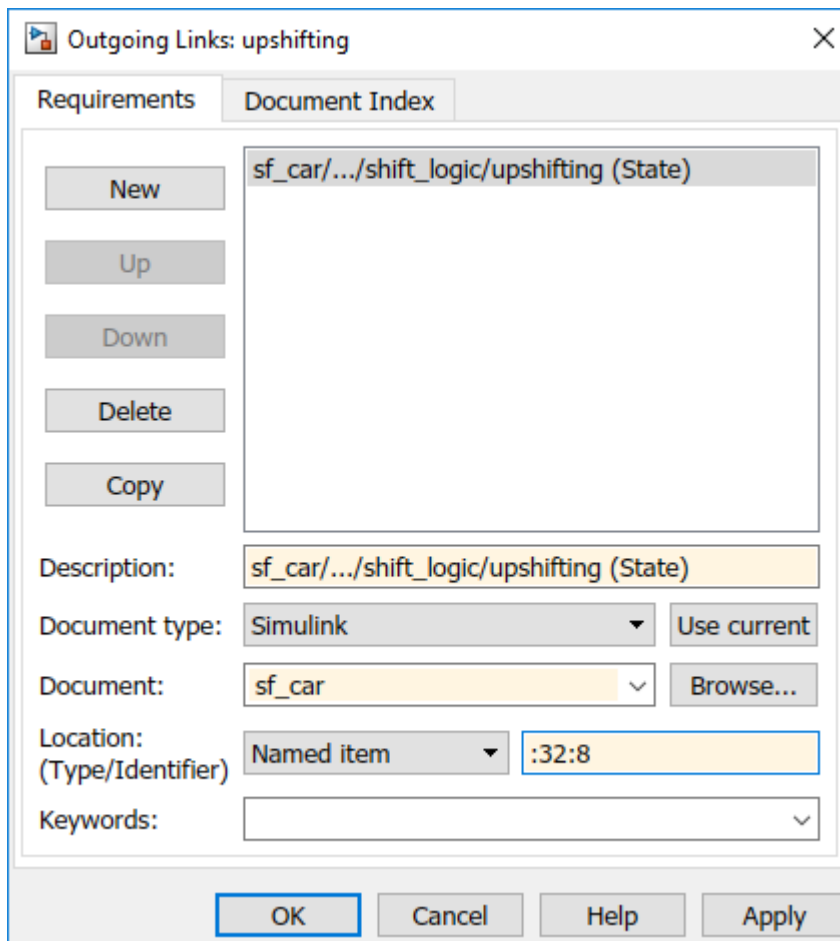 Outgoing Links: upshifting
Requirements
Document Index
New
Up
Down
Delete
Copy
sf_car/.../shift_logic/upshifting (State)
Description:
sf_car/.../shift_logic/upshifting (State)
Document type:
Simulink
Use current
Document:
sf_car
Browse...
Location:
(Type/Identifier)
Named item
:32:8
Keywords:
OK
Cancel
Help
Apply